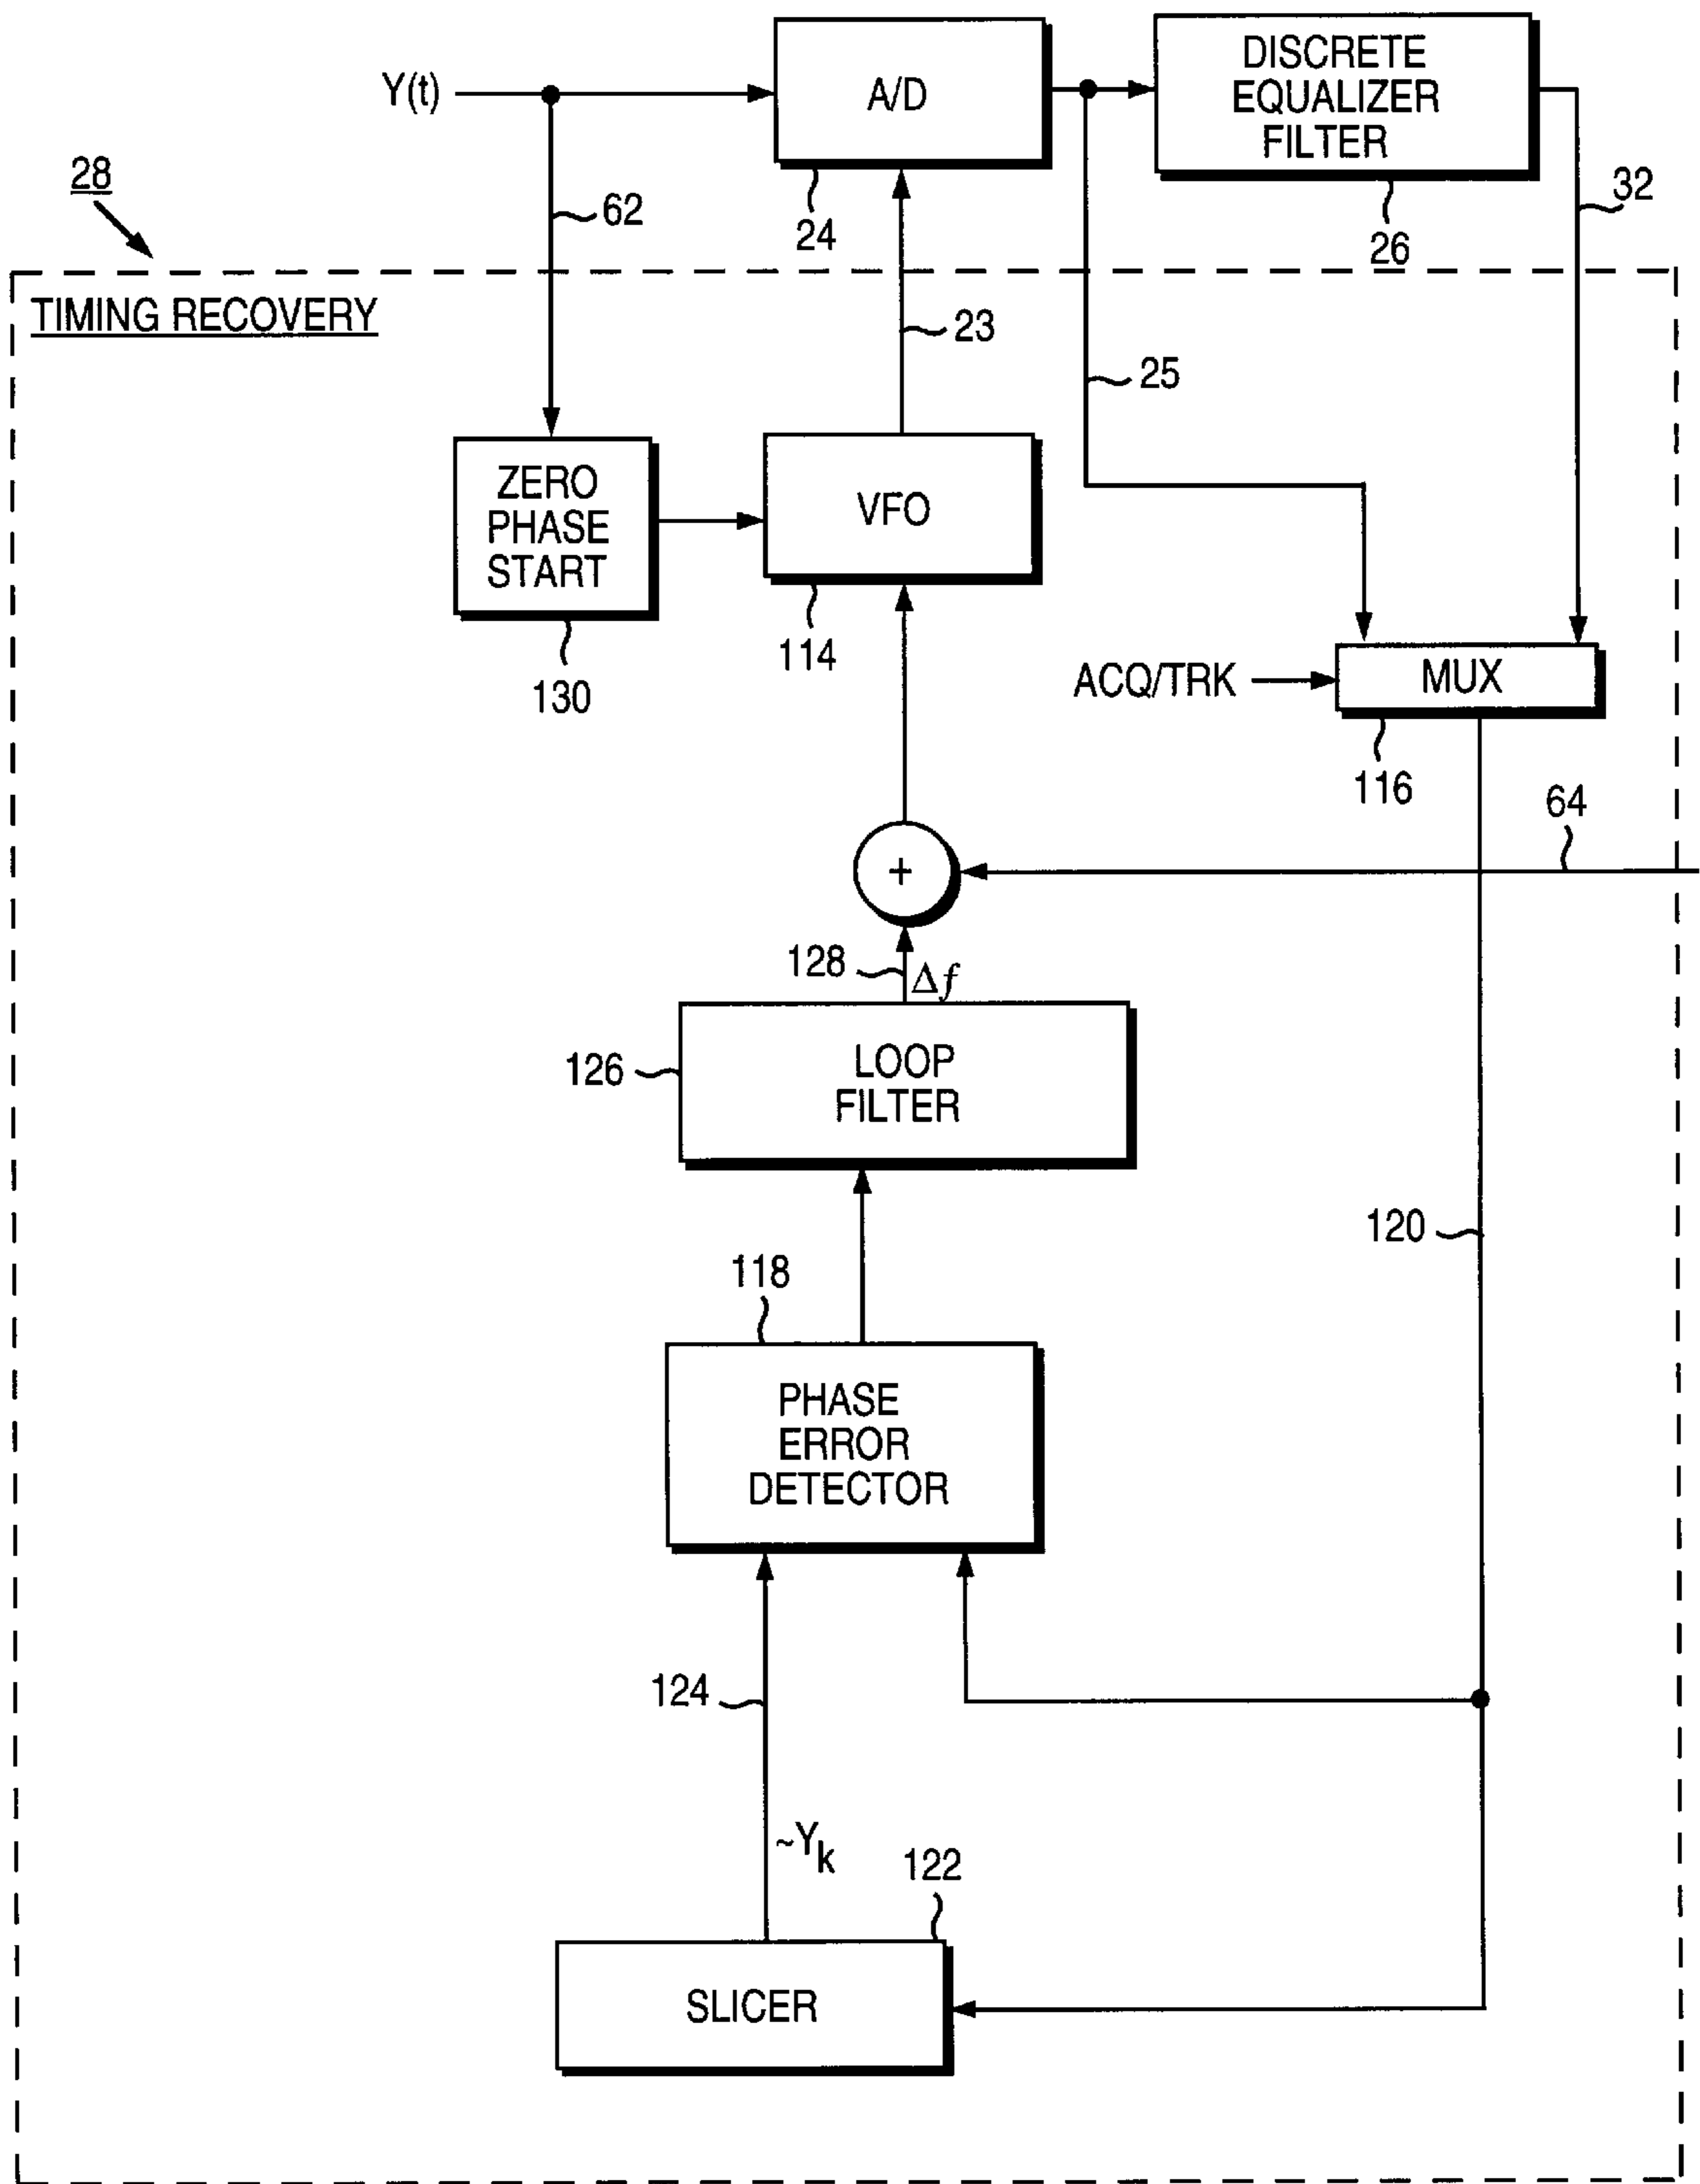 Y(t)
A/D
DISCRETE
EQUALIZER
FILTER
28
62
24
26
32
TIMING RECOVERY
23
25
ZERO
PHASE
START
VFO
130
114
ACQ/TRK
MUX
116
64
+
128
Δf
126
LOOP
FILTER
120
118
PHASE
ERROR
DETECTOR
124
~Yk
122
SLICER